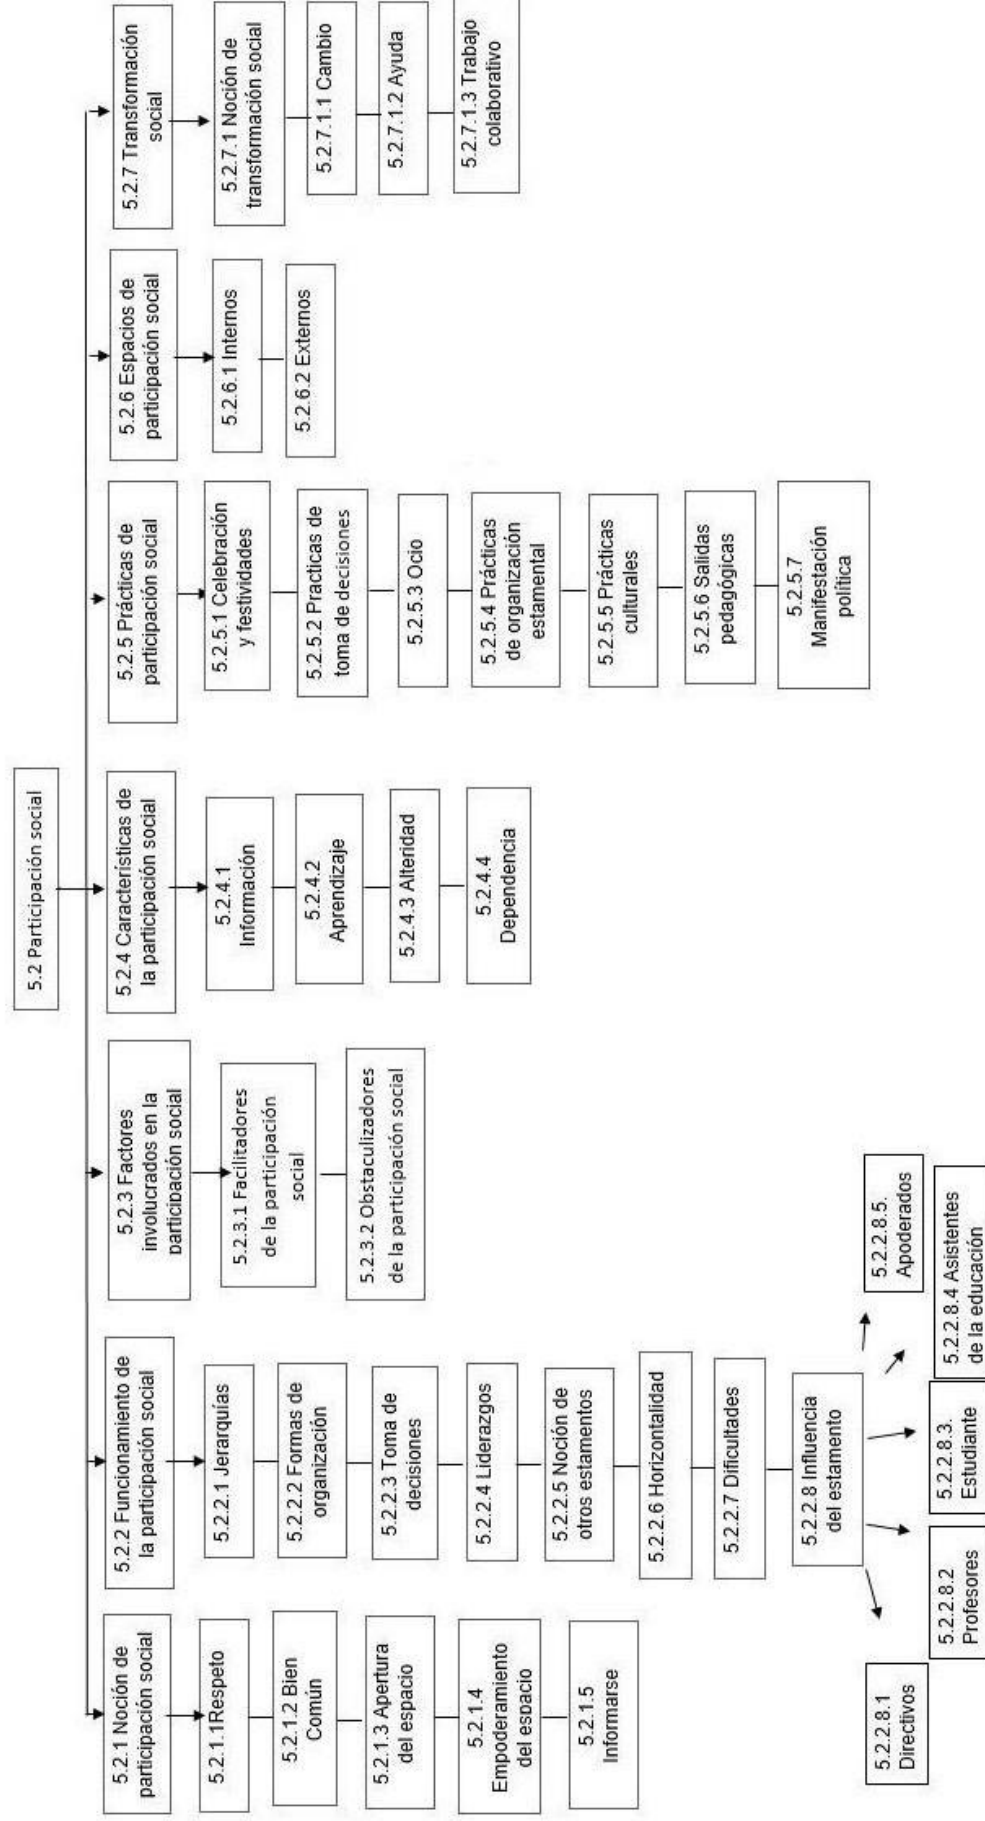 5.2 Participación social
5.2.1 Noción de
participación social
5.2.1.1Respeto
5.2.1.2 Bien
Común
5.2.1.3 Apertura
del espacio
5.2.1.4
Empoderamiento
del espacio
5.2.1.5
Informarse
5.2.2 Funcionamiento de
la participación social
5.2.2.1 Jerarquías
5.2.2.2 Formas de
organización
5.2.2.3 Toma de
decisiones
5.2.2.4 Liderazgos
5.2.2.5 Noción de
otros estamentos
5.2.2.6 Horizontalidad
5.2.2.7 Dificultades
5.2.2.8 Influencia
del estamento
5.2.2.8.1
Directivos
5.2.2.8.2
Profesores
5.2.2.8.3.
Estudiante
5.2.2.8.4 Asistentes
de la educación
5.2.2.8.5.
Apoderados
5.2.3 Factores
involucrados en la
participación social
5.2.3.1 Facilitadores
de la participación
social
5.2.3.2 Obstaculizadores
de la participación social
5.2.4 Características de
la participación social
5.2.4.1
Información
5.2.4.2
Aprendizaje
5.2.4.3 Alteridad
5.2.4.4
Dependencia
5.2.5 Prácticas de
participación social
5.2.5.1 Celebración
y festividades
5.2.5.2 Practicas de
toma de decisiones
5.2.5.3 Ocio
5.2.5.4 Prácticas
de organización
estamental
5.2.5.5 Prácticas
culturales
5.2.5.6 Salidas
pedagógicas
5.2.5.7
Manifestación
política
5.2.6 Espacios de
participación social
5.2.6.1 Internos
5.2.6.2 Externos
5.2.7 Transformación
social
5.2.7.1 Noción de
transformación social
5.2.7.1.1 Cambio
5.2.7.1.2 Ayuda
5.2.7.1.3 Trabajo
colaborativo